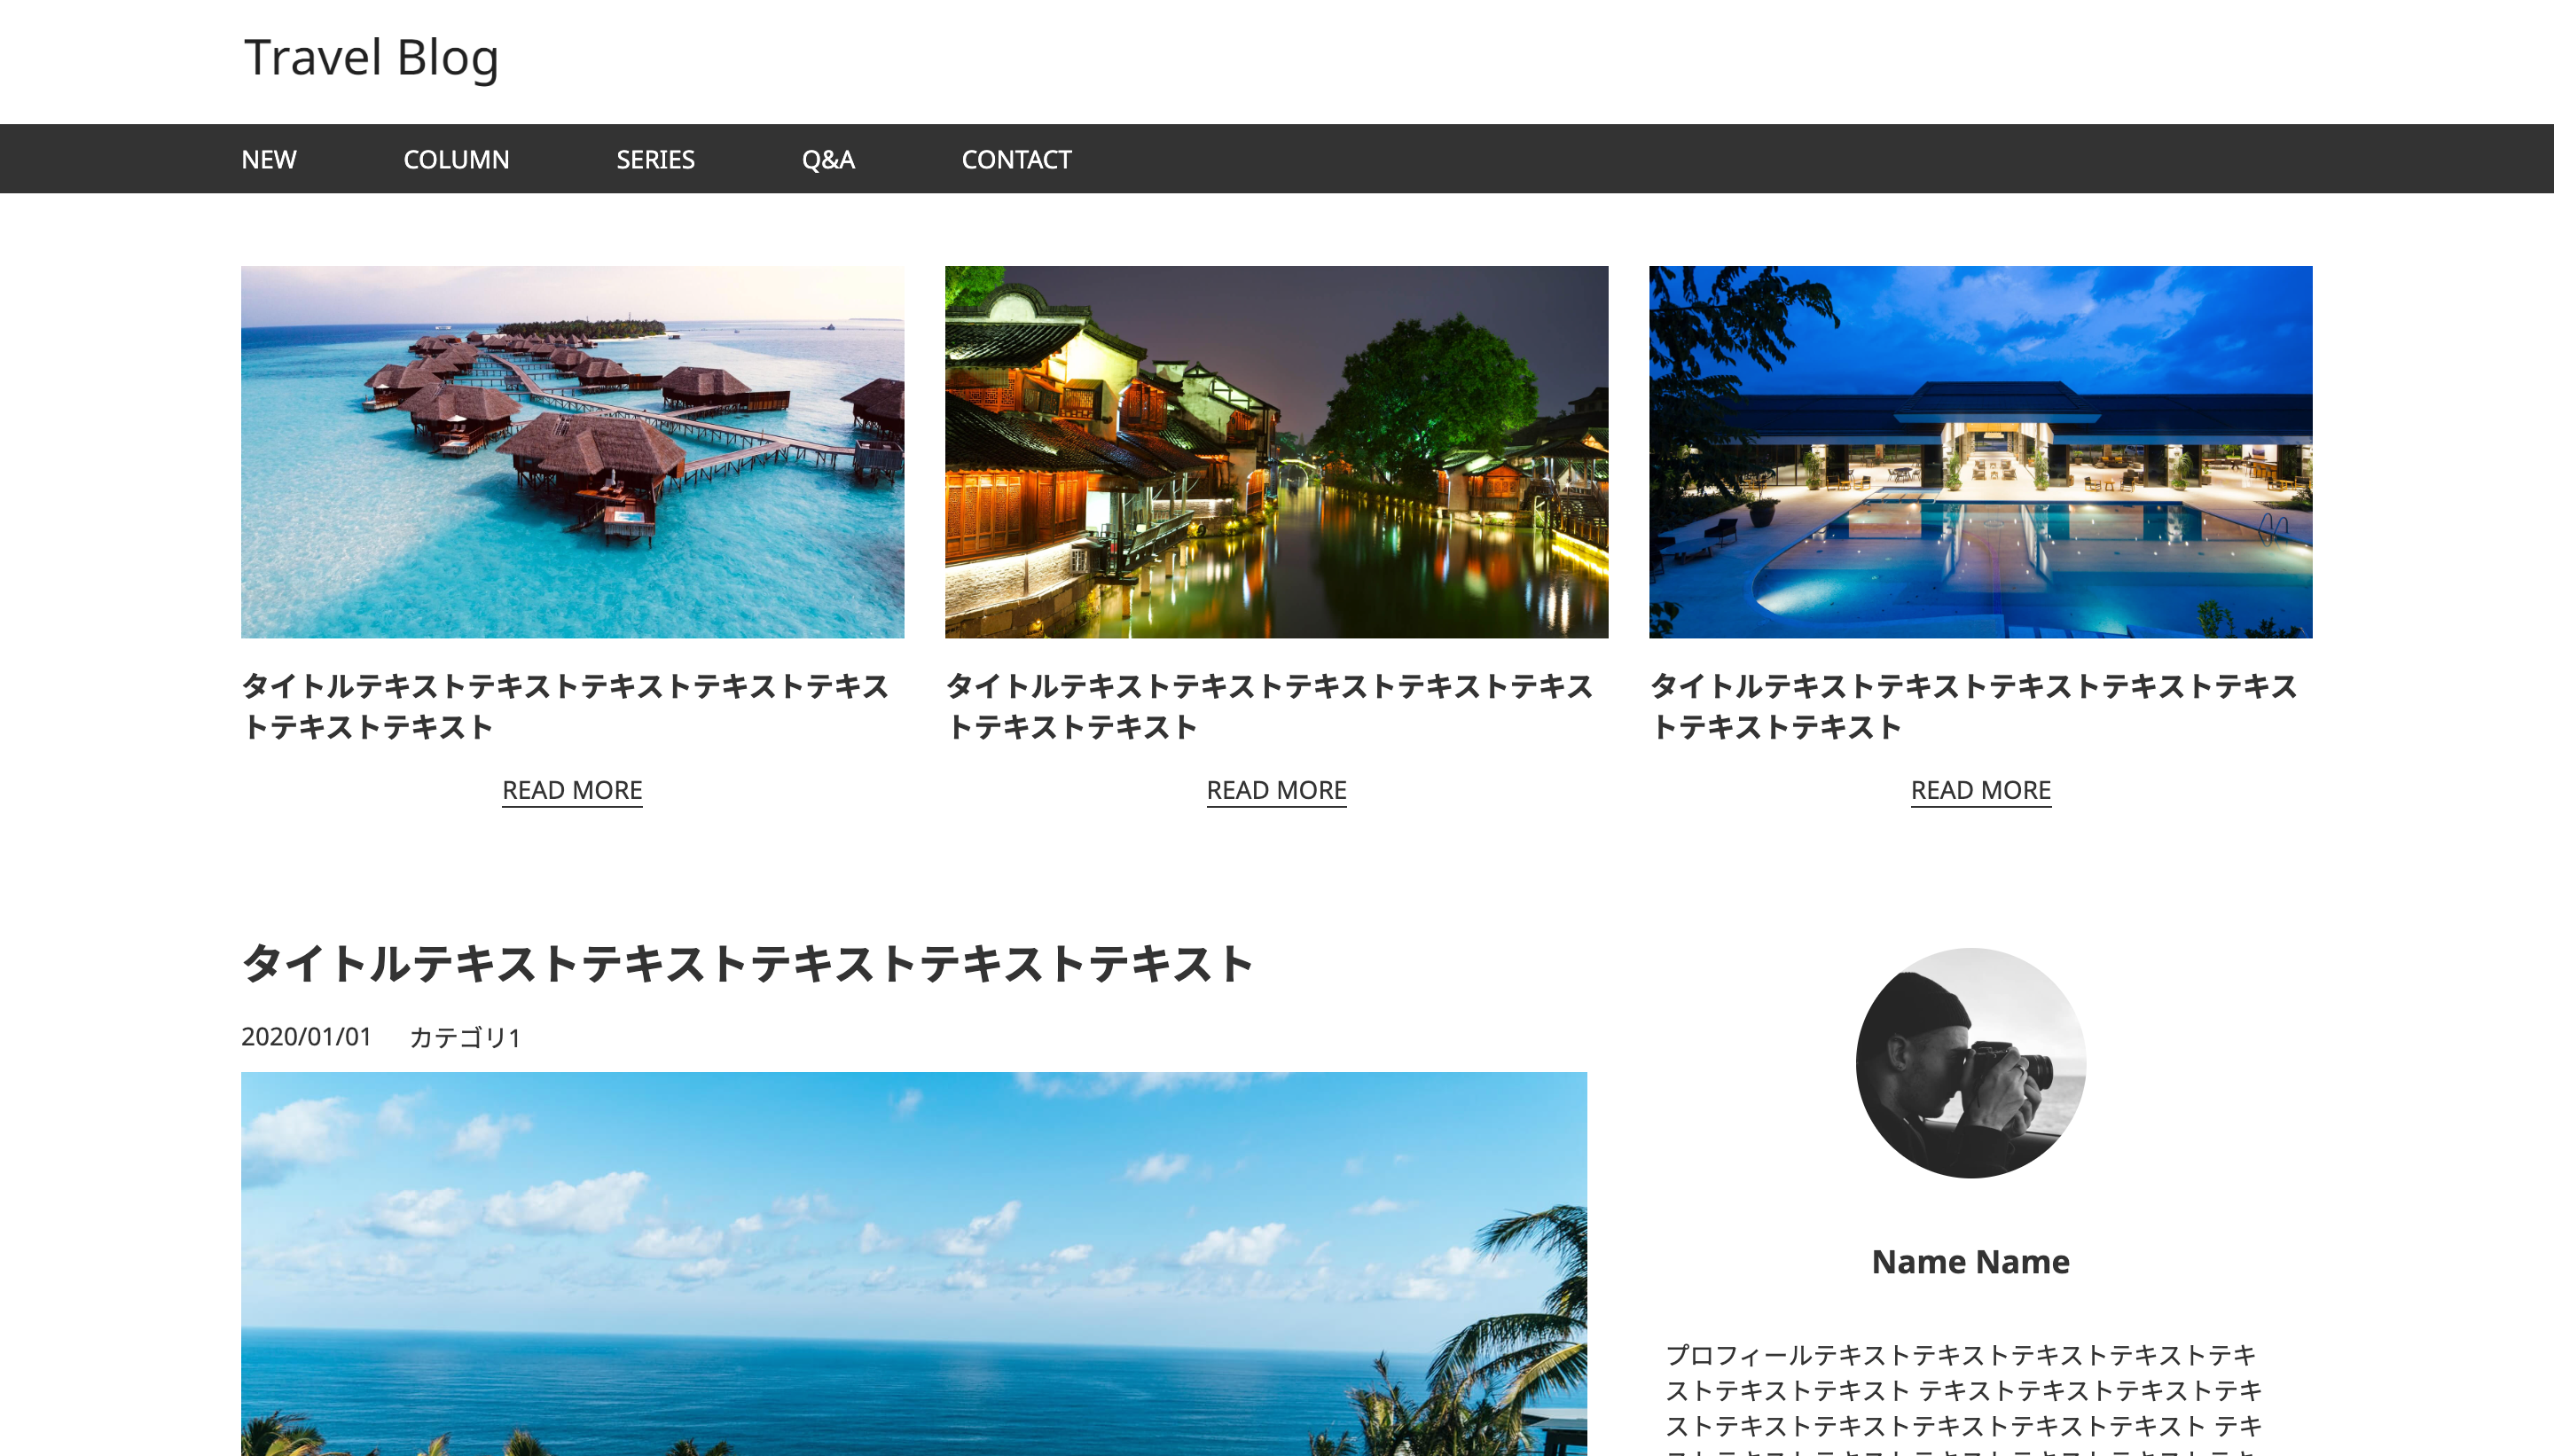 Travel Blog
NEW COLUMN SERIES Q&A CONTACT
タイトルテキストテキストテキストテキストテキス
トテキストテキスト
READ MORE
タイトルテキストテキストテキストテキストテキス
トテキストテキスト
READ MORE
タイトルテキストテキストテキストテキストテキス
トテキストテキスト
READ MORE
タイトルテキストテキストテキストテキストテキスト
2020/01/01 カテゴリ1
Name Name
プロフィールテキストテキストテキストテキストテキ
ストテキストテキスト テキストテキストテキストテキ
ストテキストテキストテキストテキストテキスト テキ